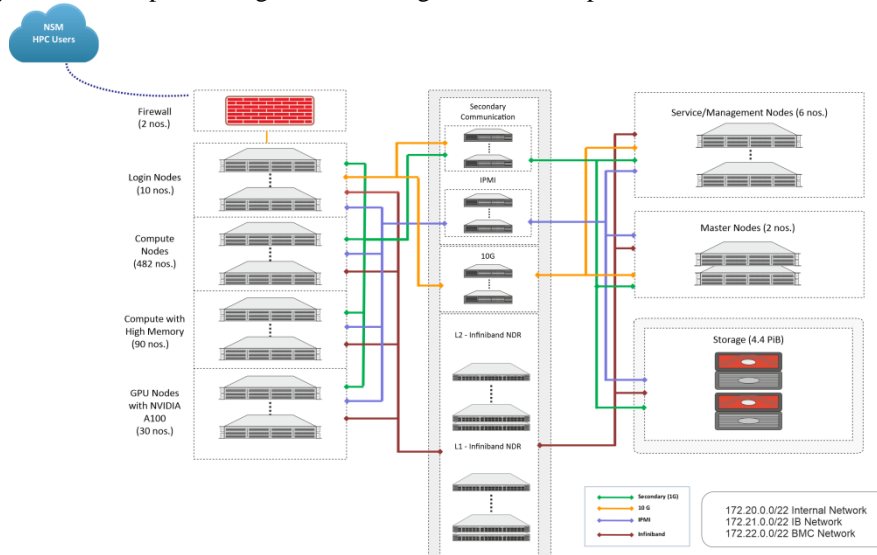 NSM
HPC Users
Firewall
(2 nos.)
Login Nodes
(10 nos.)
Compute
Nodes
(482 nos.)
Compute with
High Memory
(90 nos.)
GPU Nodes
with NVIDIA
A100
(30 nos.)
Secondary
Communication
IPMI
10G
L2 - Infiniband NDR
L1 - Infiniband NDR
Service/Management Nodes (6 nos.)
Master Nodes (2 nos.)
Storage (4.4 PiB)
Secondary (1G)
10 G
IPMI
Infiniband
172.20.0.0/22 Internal Network
172.21.0.0/22 IB Network
172.22.0.0/22 BMC Network